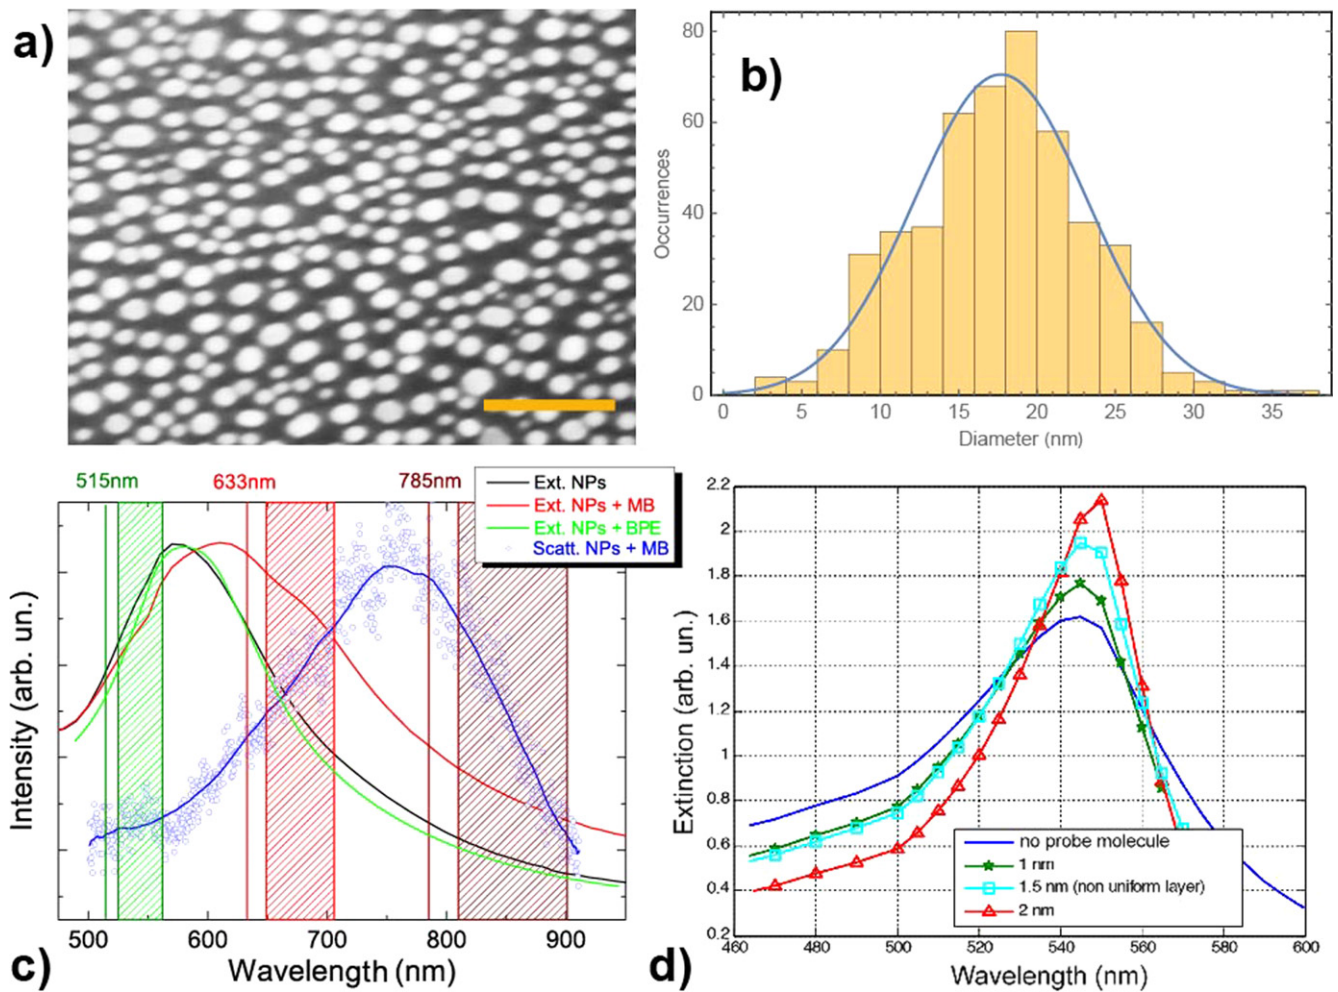 a)
b)
Occurrences
80
60
40
20
0
0 5 10 15 20 25 30 35
Diameter (nm)
515nm 633nm 785nm
Ext. NPs
Ext. NPs + MB
Ext. NPs + BPE
Scatt. NPs + MB
Intensity (arb. un.)
500 600 700 800 900
c) Wavelength (nm)
Extinction (arb. un.)
2.2
2
1.8
1.6
1.4
1.2
1
0.8
0.6
0.4
0.2
no probe molecule
1 nm
1.5 nm (non uniform layer)
2 nm
460 480 500 520 540 560 580 600
d) Wavelength (nm)